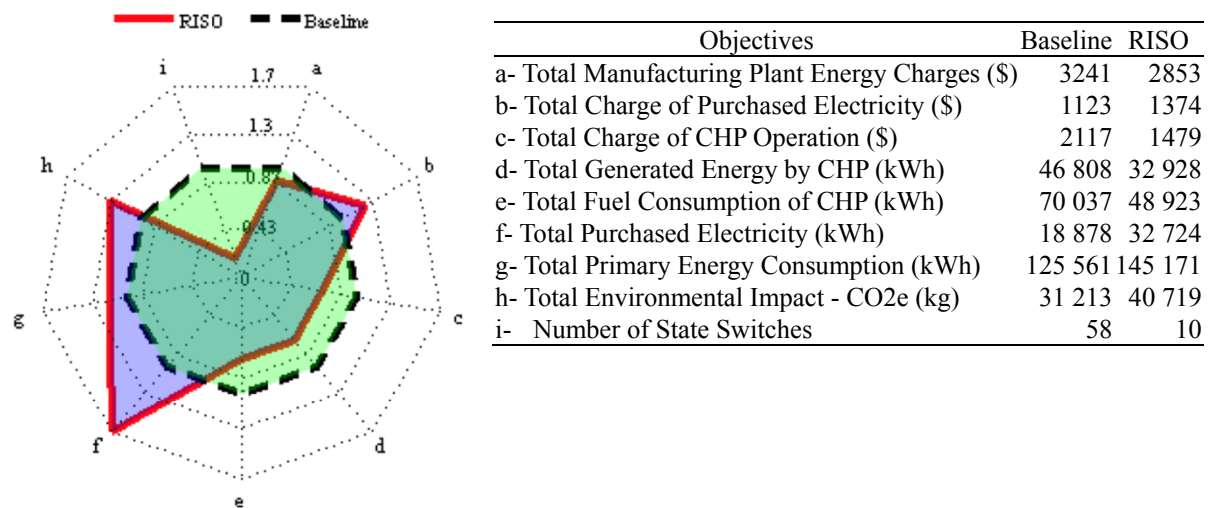 RISO Baseline
i
a
1.7
1.3
h
b
0.87
0.43
0
g
c
f
d
e
Objectives Baseline RISO
a- Total Manufacturing Plant Energy Charges ($) 3241 2853
b- Total Charge of Purchased Electricity ($) 1123 1374
c- Total Charge of CHP Operation ($) 2117 1479
d- Total Generated Energy by CHP (kWh) 46 808 32 928
e- Total Fuel Consumption of CHP (kWh) 70 037 48 923
f- Total Purchased Electricity (kWh) 18 878 32 724
g- Total Primary Energy Consumption (kWh) 125 561 145 171
h- Total Environmental Impact - CO2e (kg) 31 213 40 719
i- Number of State Switches 58 10